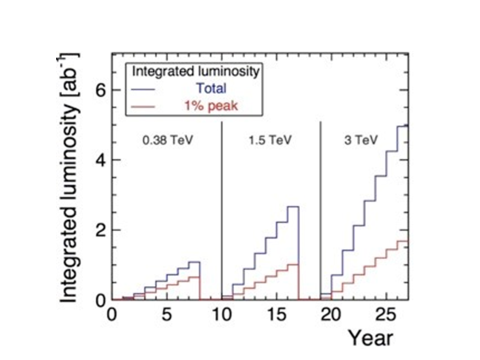 Integrated luminosity [ab⁻¹]
Integrated luminosity
Total
1% peak
0.38 TeV
1.5 TeV
3 TeV
6
4
2
0
0 5 10 15 20 25
Year